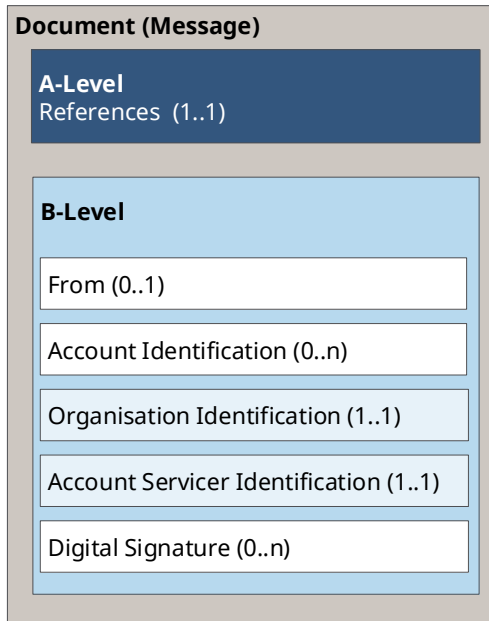 Document (Message)
A-Level
References (1..1)
B-Level
From (0..1)
Account Identification (0..n)
Organisation Identification (1..1)
Account Servicer Identification (1..1)
Digital Signature (0..n)